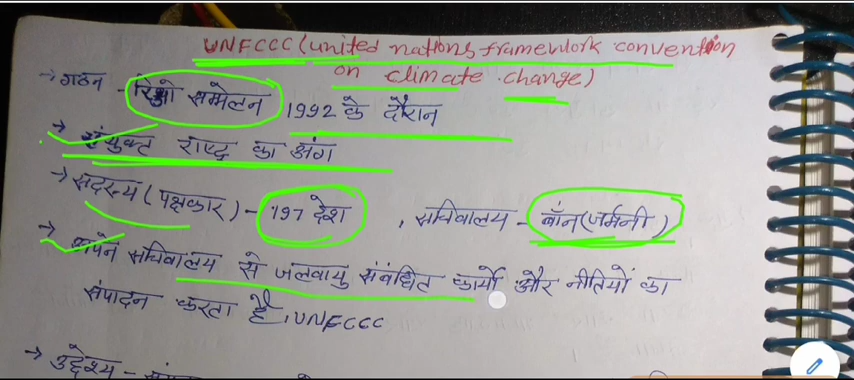 UNFCCC (united nations framework convention
on climate change)
→ गठन - रियो सम्मेलन 1992 के दौरान
→ संयुक्त राष्ट्र का अंग
→ सदस्य (पक्षकार) - 197 देश , सचिवालय - बॉन (जर्मनी)
→ अपने सचिवालय से जलवायु संबंधित कार्यो और नीतियों का
संपादन करता है, UNFCCC
→ उद्देश्य -